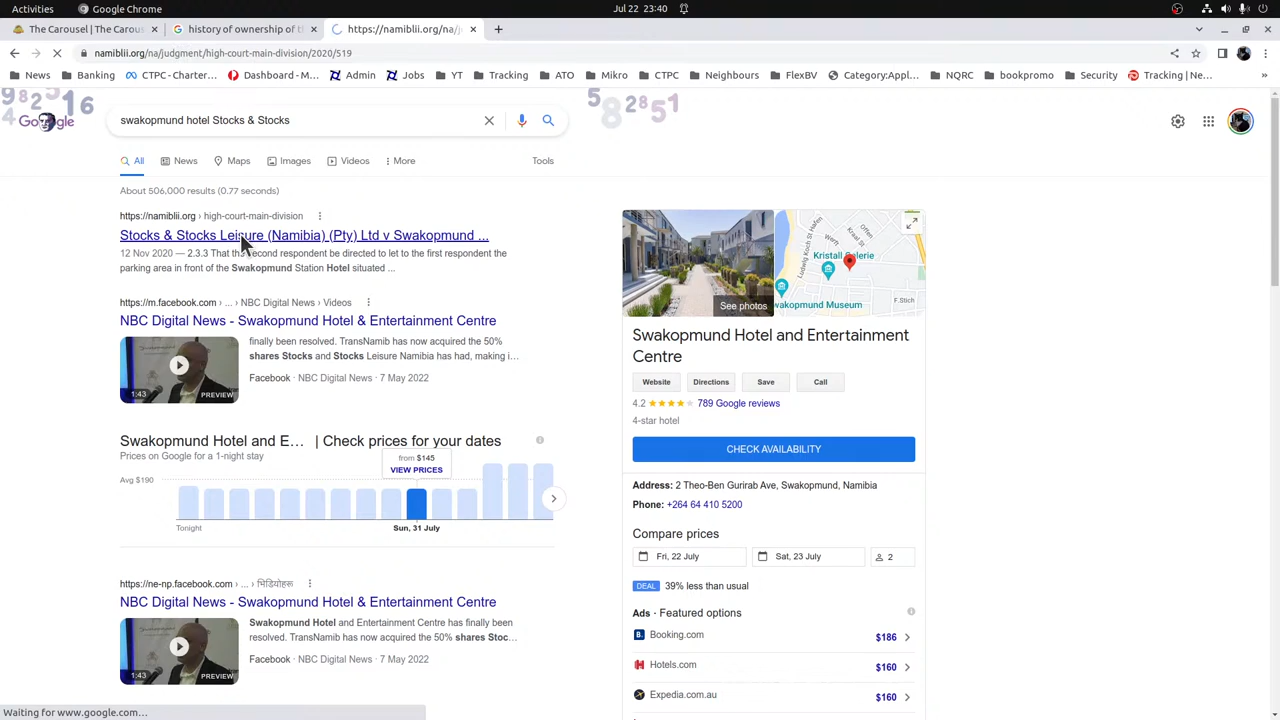 Activities
Google Chrome
Jul 22 23:40
The Carousel | The Carous
history of ownership of th
https://namiblii.org/na/j
namiblii.org/na/judgment/high-court-main-division/2020/519
News
Banking
CTPC - Charter…
Dashboard - M…
Admin
Jobs
YT
Tracking
ATO
Mikro
CTPC
Neighbours
FlexBV
Category:Appl…
NQRC
bookpromo
Security
Tracking | Ne…
Google
swakopmund hotel Stocks & Stocks
All
News
Maps
Images
Videos
More
Tools
About 506,000 results (0.77 seconds)
https://namiblii.org › high-court-main-division
Stocks & Stocks Leisure (Namibia) (Pty) Ltd v Swakopmund ...
12 Nov 2020 — 2.3.3 That the second respondent be directed to let to the first respondent the
parking area in front of the Swakopmund Station Hotel situated ...
https://m.facebook.com › ... › NBC Digital News › Videos
NBC Digital News - Swakopmund Hotel & Entertainment Centre
finally been resolved. TransNamib has now acquired the 50%
shares Stocks and Stocks Leisure Namibia has had, making i…
Facebook · NBC Digital News · 7 May 2022
1:43
PREVIEW
Swakopmund Hotel and E… | Check prices for your dates
Prices on Google for a 1-night stay
from $145
VIEW PRICES
Avg $190
Tonight
Sun, 31 July
https://ne-np.facebook.com › ... › भिडियोहरू
NBC Digital News - Swakopmund Hotel & Entertainment Centre
Swakopmund Hotel and Entertainment Centre has finally been
resolved. TransNamib has now acquired the 50% shares Stoc…
Facebook · NBC Digital News · 7 May 2022
1:43
PREVIEW
See photos
Kristall Galerie
Ludwig Koch St
wakopmund Museum
F.Stich
Swakopmund Hotel and Entertainment
Centre
Website
Directions
Save
Call
4.2
789 Google reviews
4-star hotel
CHECK AVAILABILITY
Address: 2 Theo-Ben Gurirab Ave, Swakopmund, Namibia
Phone: +264 64 410 5200
Compare prices
Fri, 22 July
Sat, 23 July
2
DEAL
39% less than usual
Ads · Featured options
Booking.com
$186
Hotels.com
$160
Expedia.com.au
$160
Waiting for www.google.com…